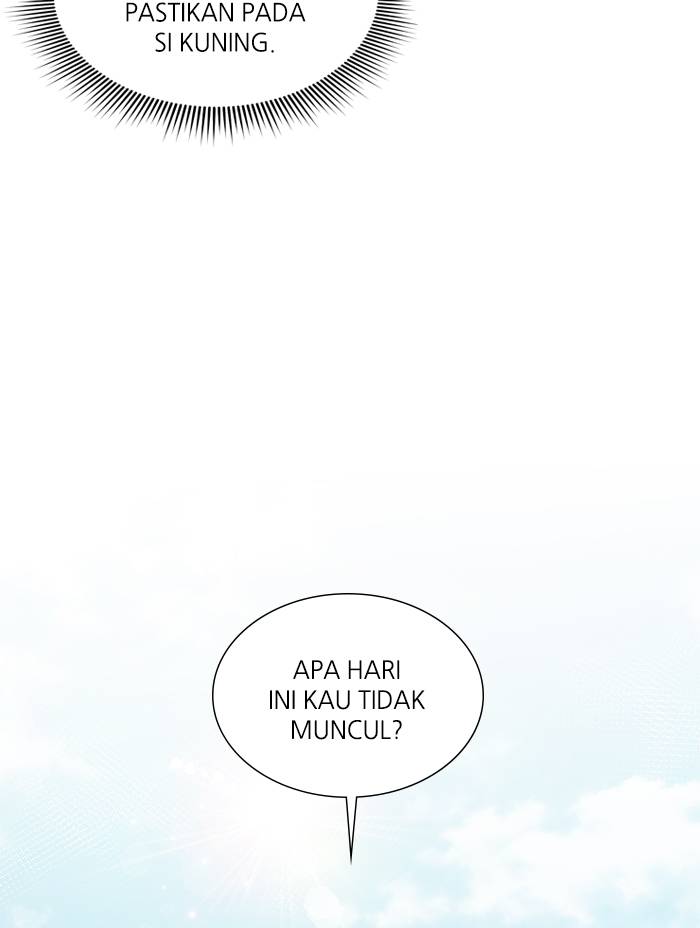 PASTIKAN PADA
SI KUNING.
APA HARI
INI KAU TIDAK
MUNCUL?